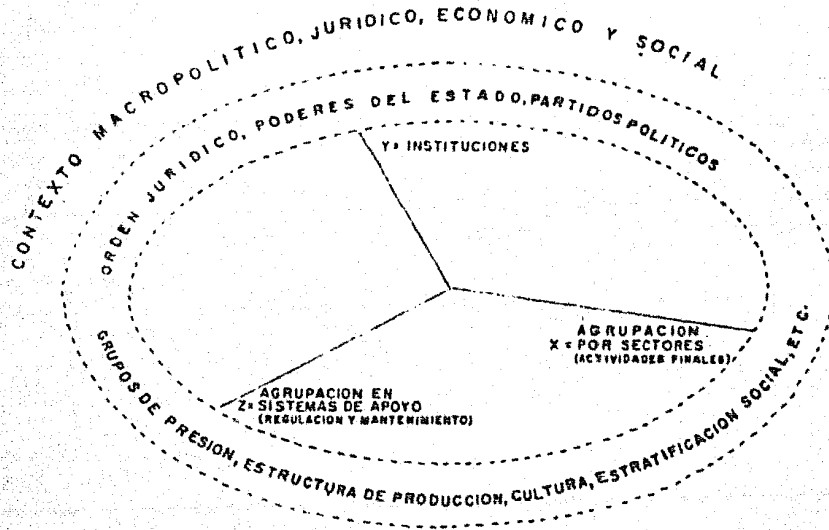 CONTEXTO MACROPOLITICO, JURIDICO, ECONOMICO Y SOCIAL
ORDEN JURIDICO, PODERES DEL ESTADO, PARTIDOS POLITICOS
Y= INSTITUCIONES
AGRUPACION
X = POR SECTORES
(ACTIVIDADES FINALES)
AGRUPACION EN
Z= SISTEMAS DE APOYO
(REGULACION Y MANTENIMIENTO)
GRUPOS DE PRESION, ESTRUCTURA DE PRODUCCION, CULTURA, ESTRATIFICACION SOCIAL, ETC.